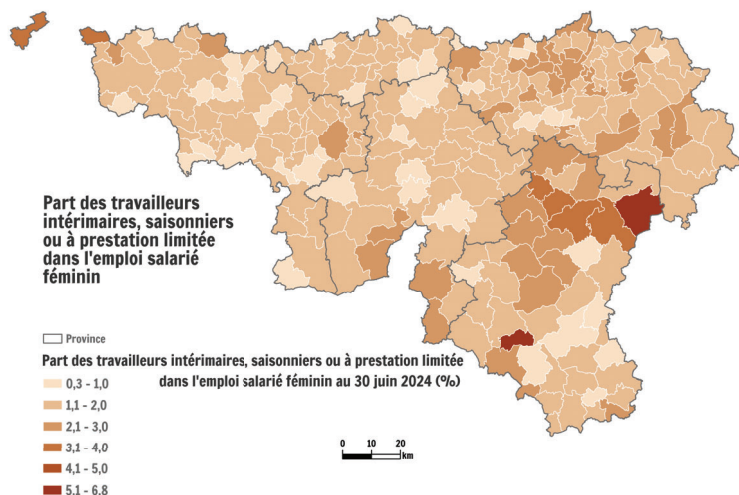 Part des travailleurs
intérimaires, saisonniers
ou à prestation limitée
dans l'emploi salarié
féminin
Province
Part des travailleurs intérimaires, saisonniers ou à prestation limitée
dans l'emploi salarié féminin au 30 juin 2024 (%)
0,3 - 1,0
1,1 - 2,0
2,1 - 3,0
3,1 - 4,0
4,1 - 5,0
5,1 - 6,8
0 10 20
km